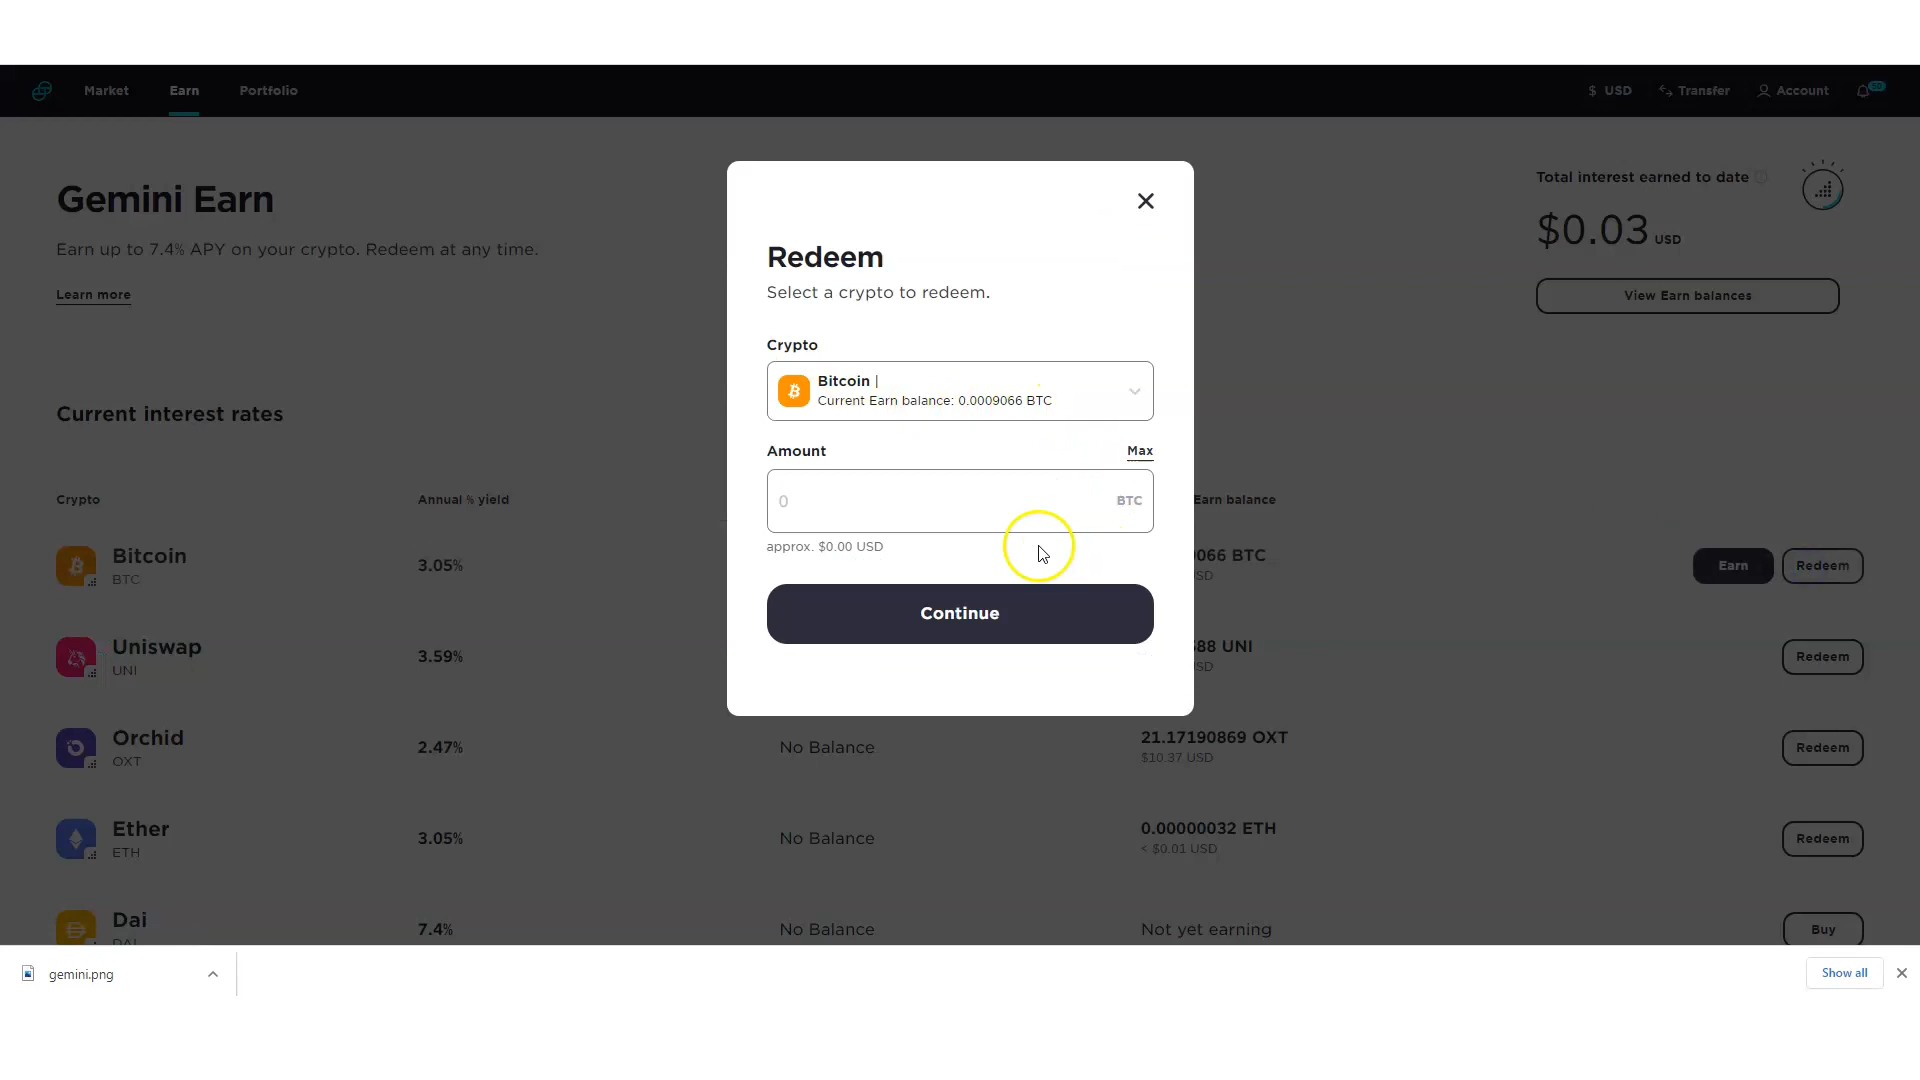 Market
Earn
Portfolio
$ USD
Transfer
Account
Gemini Earn
Earn up to 7.4% APY on your crypto. Redeem at any time.
Learn more
Total interest earned to date
$0.03 USD
View Earn balances
Redeem
Select a crypto to redeem.
Crypto
Bitcoin |
Current Earn balance: 0.0009066 BTC
Amount
Max
0
BTC
approx. $0.00 USD
Continue
Current interest rates
Crypto
Annual % yield
Earn balance
Bitcoin
BTC
3.05%
066 BTC
SD
Earn
Redeem
Uniswap
UNI
3.59%
88 UNI
SD
Redeem
Orchid
OXT
2.47%
No Balance
21.17190869 OXT
$10.37 USD
Redeem
Ether
ETH
3.05%
No Balance
0.00000032 ETH
< $0.01 USD
Redeem
Dai
DAI
7.4%
No Balance
Not yet earning
Buy
gemini.png
Show all